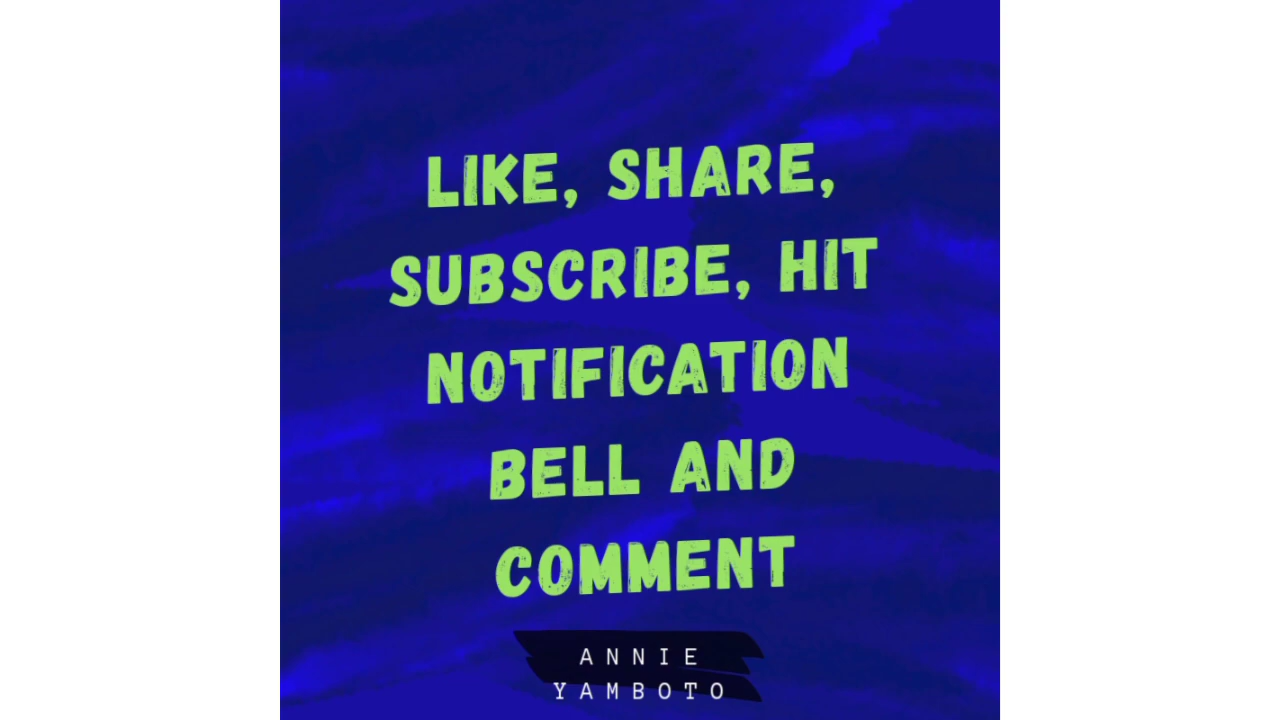 LIKE, SHARE,
SUBSCRIBE, HIT
NOTIFICATION
BELL AND
COMMENT
ANNIE
YAMBOTO